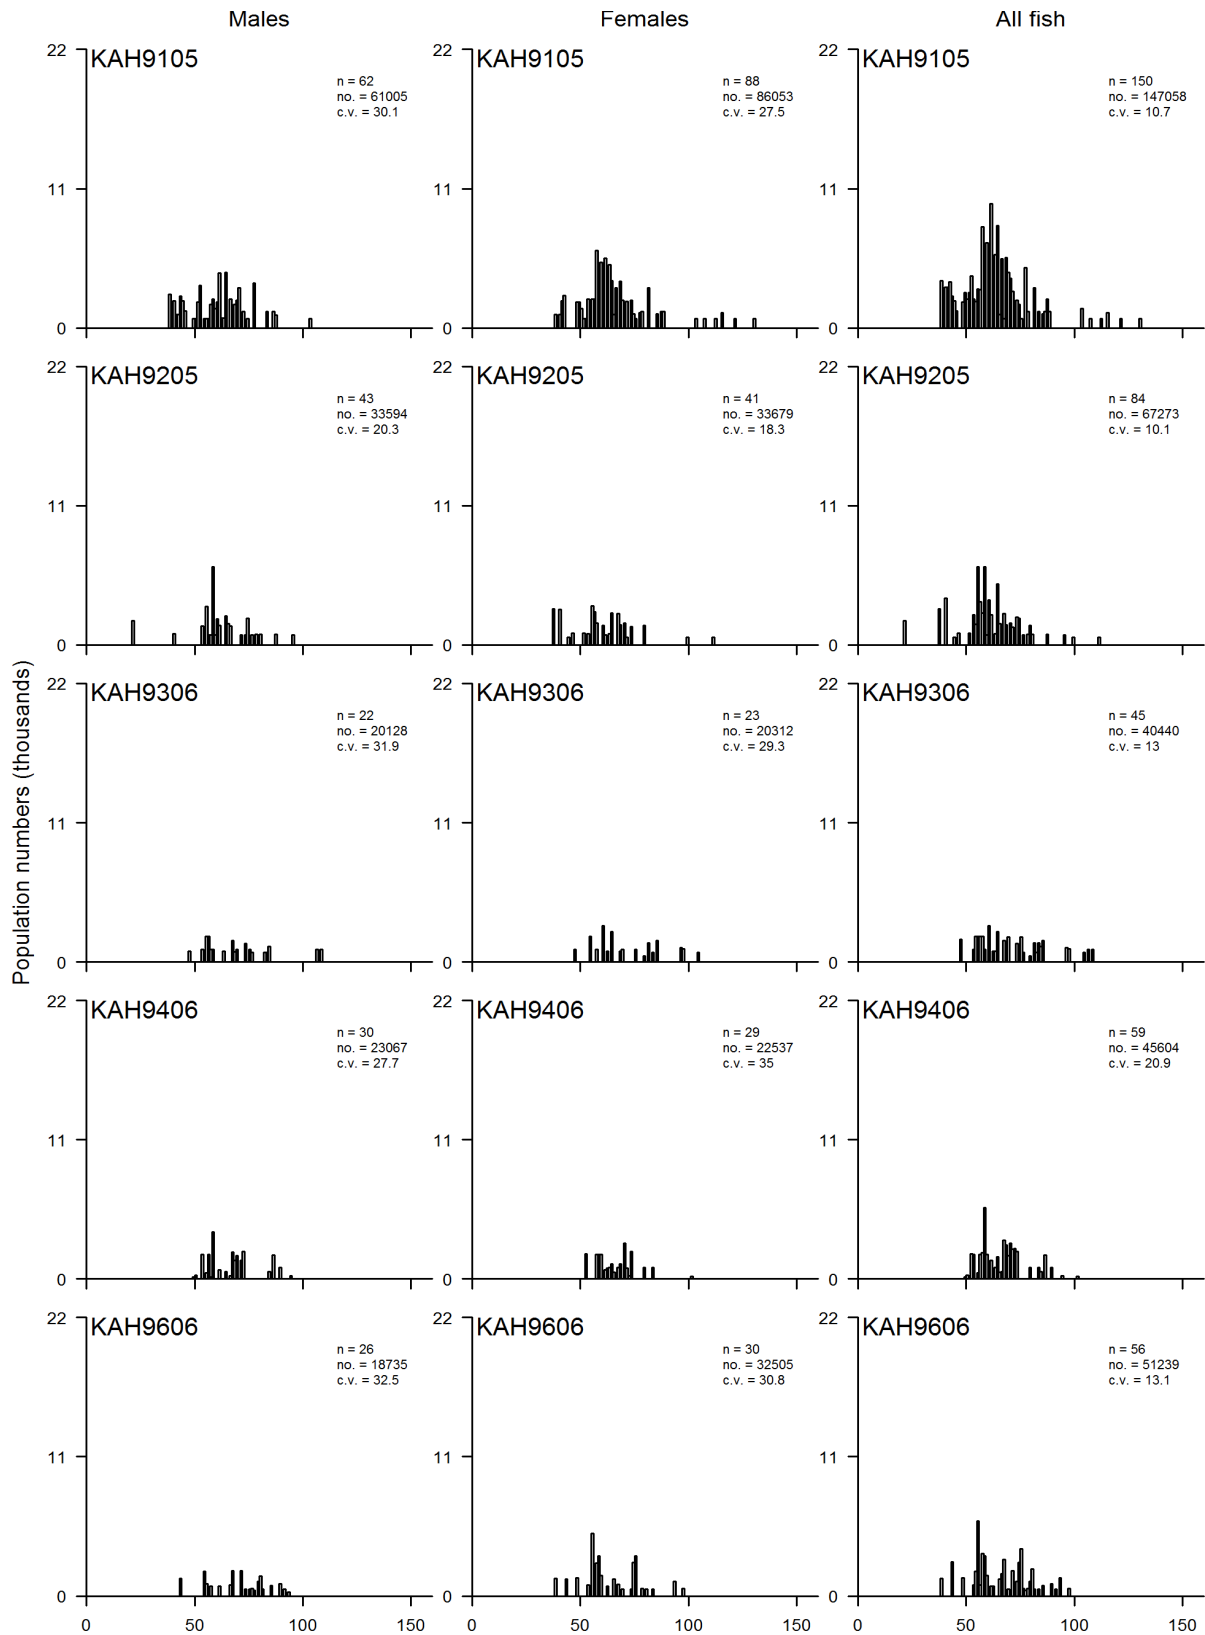 Males Females All fish
22 KAH9105 KAH9105 22 KAH9105
n = 62 n = 88 n = 150
no. = 61005 no. = 86053 no. = 147058
c.v. = 30.1 c.v. = 27.5 c.v. = 10.7
11 11 11
0 0 0
22 KAH9205 22 KAH9205 22 KAH9205
n = 43 n = 41 n = 84
no. = 33594 no. = 33679 no. = 67273
c.v. = 20.3 c.v. = 18.3 c.v. = 10.1
11 11 11
0 0 0
Population numbers (thousands)
22 KAH9306 22 KAH9306 22 KAH9306
n = 22 n = 23 n = 45
no. = 20128 no. = 20312 no. = 40440
c.v. = 31.9 c.v. = 29.3 c.v. = 13
11 11 11
0 0 0
22 KAH9406 22 KAH9406 22 KAH9406
n = 30 n = 29 n = 59
no. = 23067 no. = 22537 no. = 45604
c.v. = 27.7 c.v. = 35 c.v. = 20.9
11 11 11
0 0 0
22 KAH9606 22 KAH9606 22 KAH9606
n = 26 n = 30 n = 56
no. = 18735 no. = 32505 no. = 51239
c.v. = 32.5 c.v. = 30.8 c.v. = 13.1
11 11 11
0 0 0
0 50 100 150 0 50 100 150 0 50 100 150